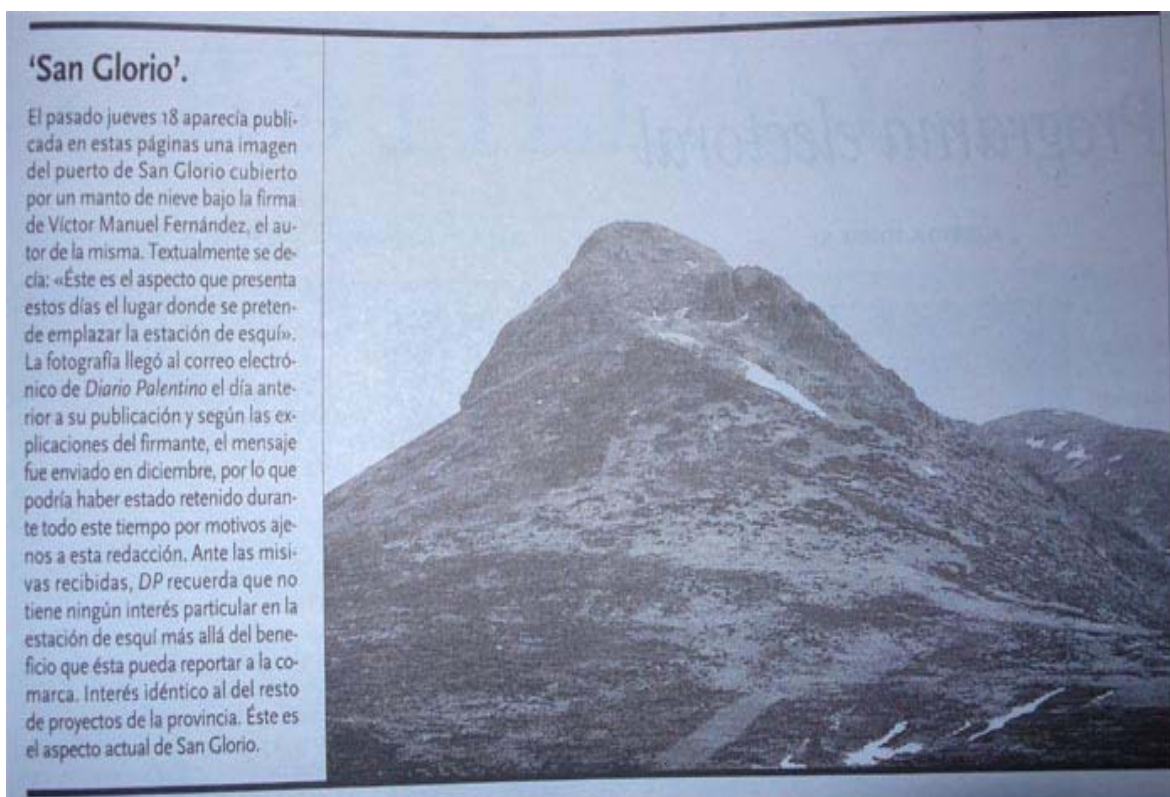 ‘San Glorio’.
El pasado jueves 18 aparecía publi-
cada en estas páginas una imagen
del puerto de San Glorio cubierto
por un manto de nieve bajo la firma
de Víctor Manuel Fernández, el au-
tor de la misma. Textualmente se de-
cía: «Éste es el aspecto que presenta
estos días el lugar donde se preten-
de emplazar la estación de esquí».
La fotografía llegó al correo electró-
nico de Diario Palentino el día ante-
rior a su publicación y según las ex-
plicaciones del firmante, el mensaje
fue enviado en diciembre, por lo que
podría haber estado retenido duran-
te todo este tiempo por motivos aje-
nos a esta redacción. Ante las misi-
vas recibidas, DP recuerda que no
tiene ningún interés particular en la
estación de esquí más allá del bene-
ficio que ésta pueda reportar a la co-
marca. Interés idéntico al del resto
de proyectos de la provincia. Éste es
el aspecto actual de San Glorio.
Programa electoral